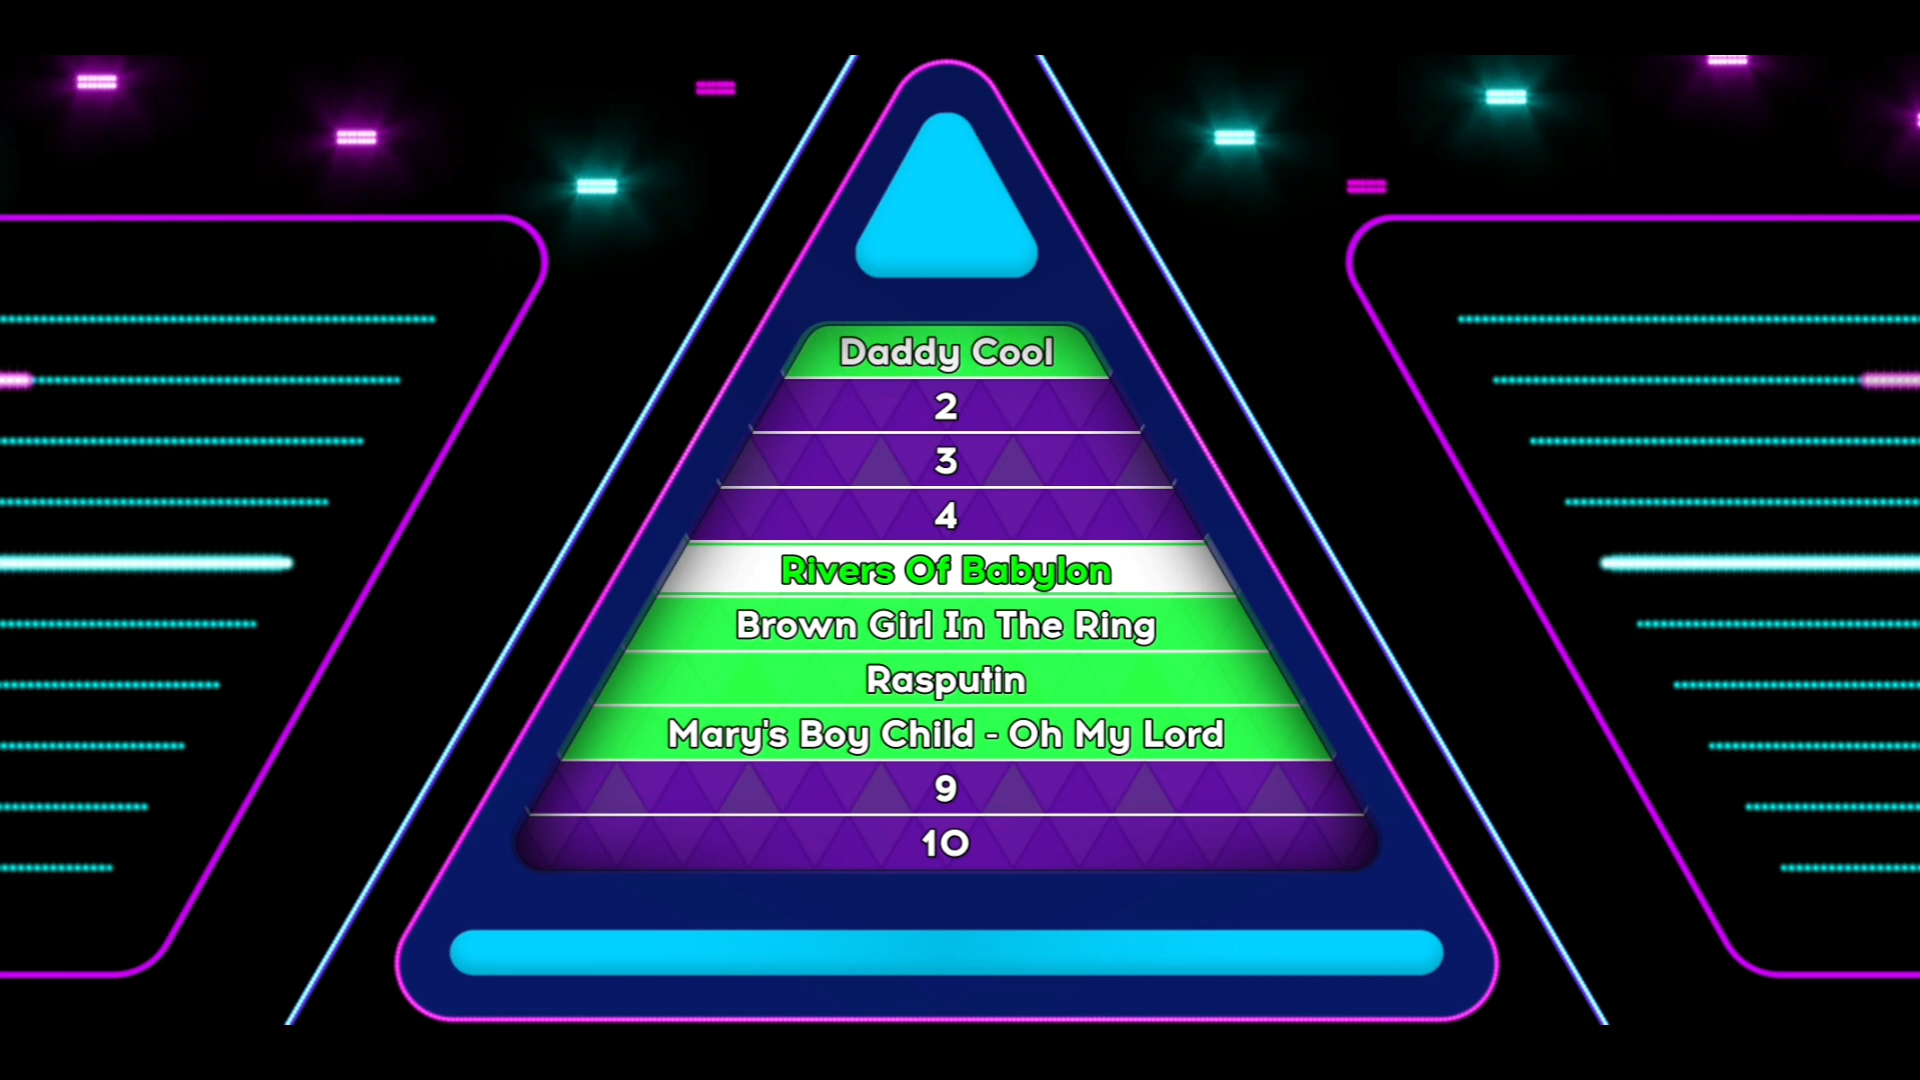 Daddy Cool
2
3
4
Rivers Of Babylon
Brown Girl In The Ring
Rasputin
Mary's Boy Child - Oh My Lord
9
10